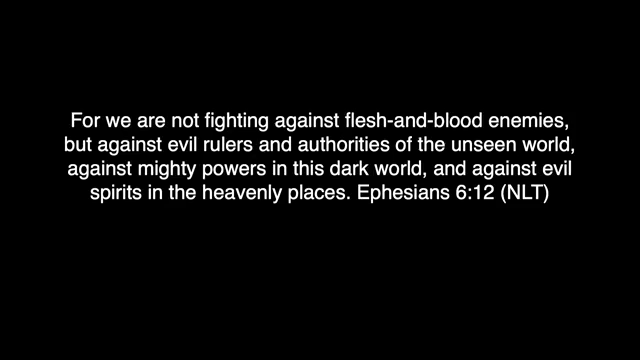 For we are not fighting against flesh-and-blood enemies,
but against evil rulers and authorities of the unseen world,
against mighty powers in this dark world, and against evil
spirits in the heavenly places. Ephesians 6:12 (NLT)